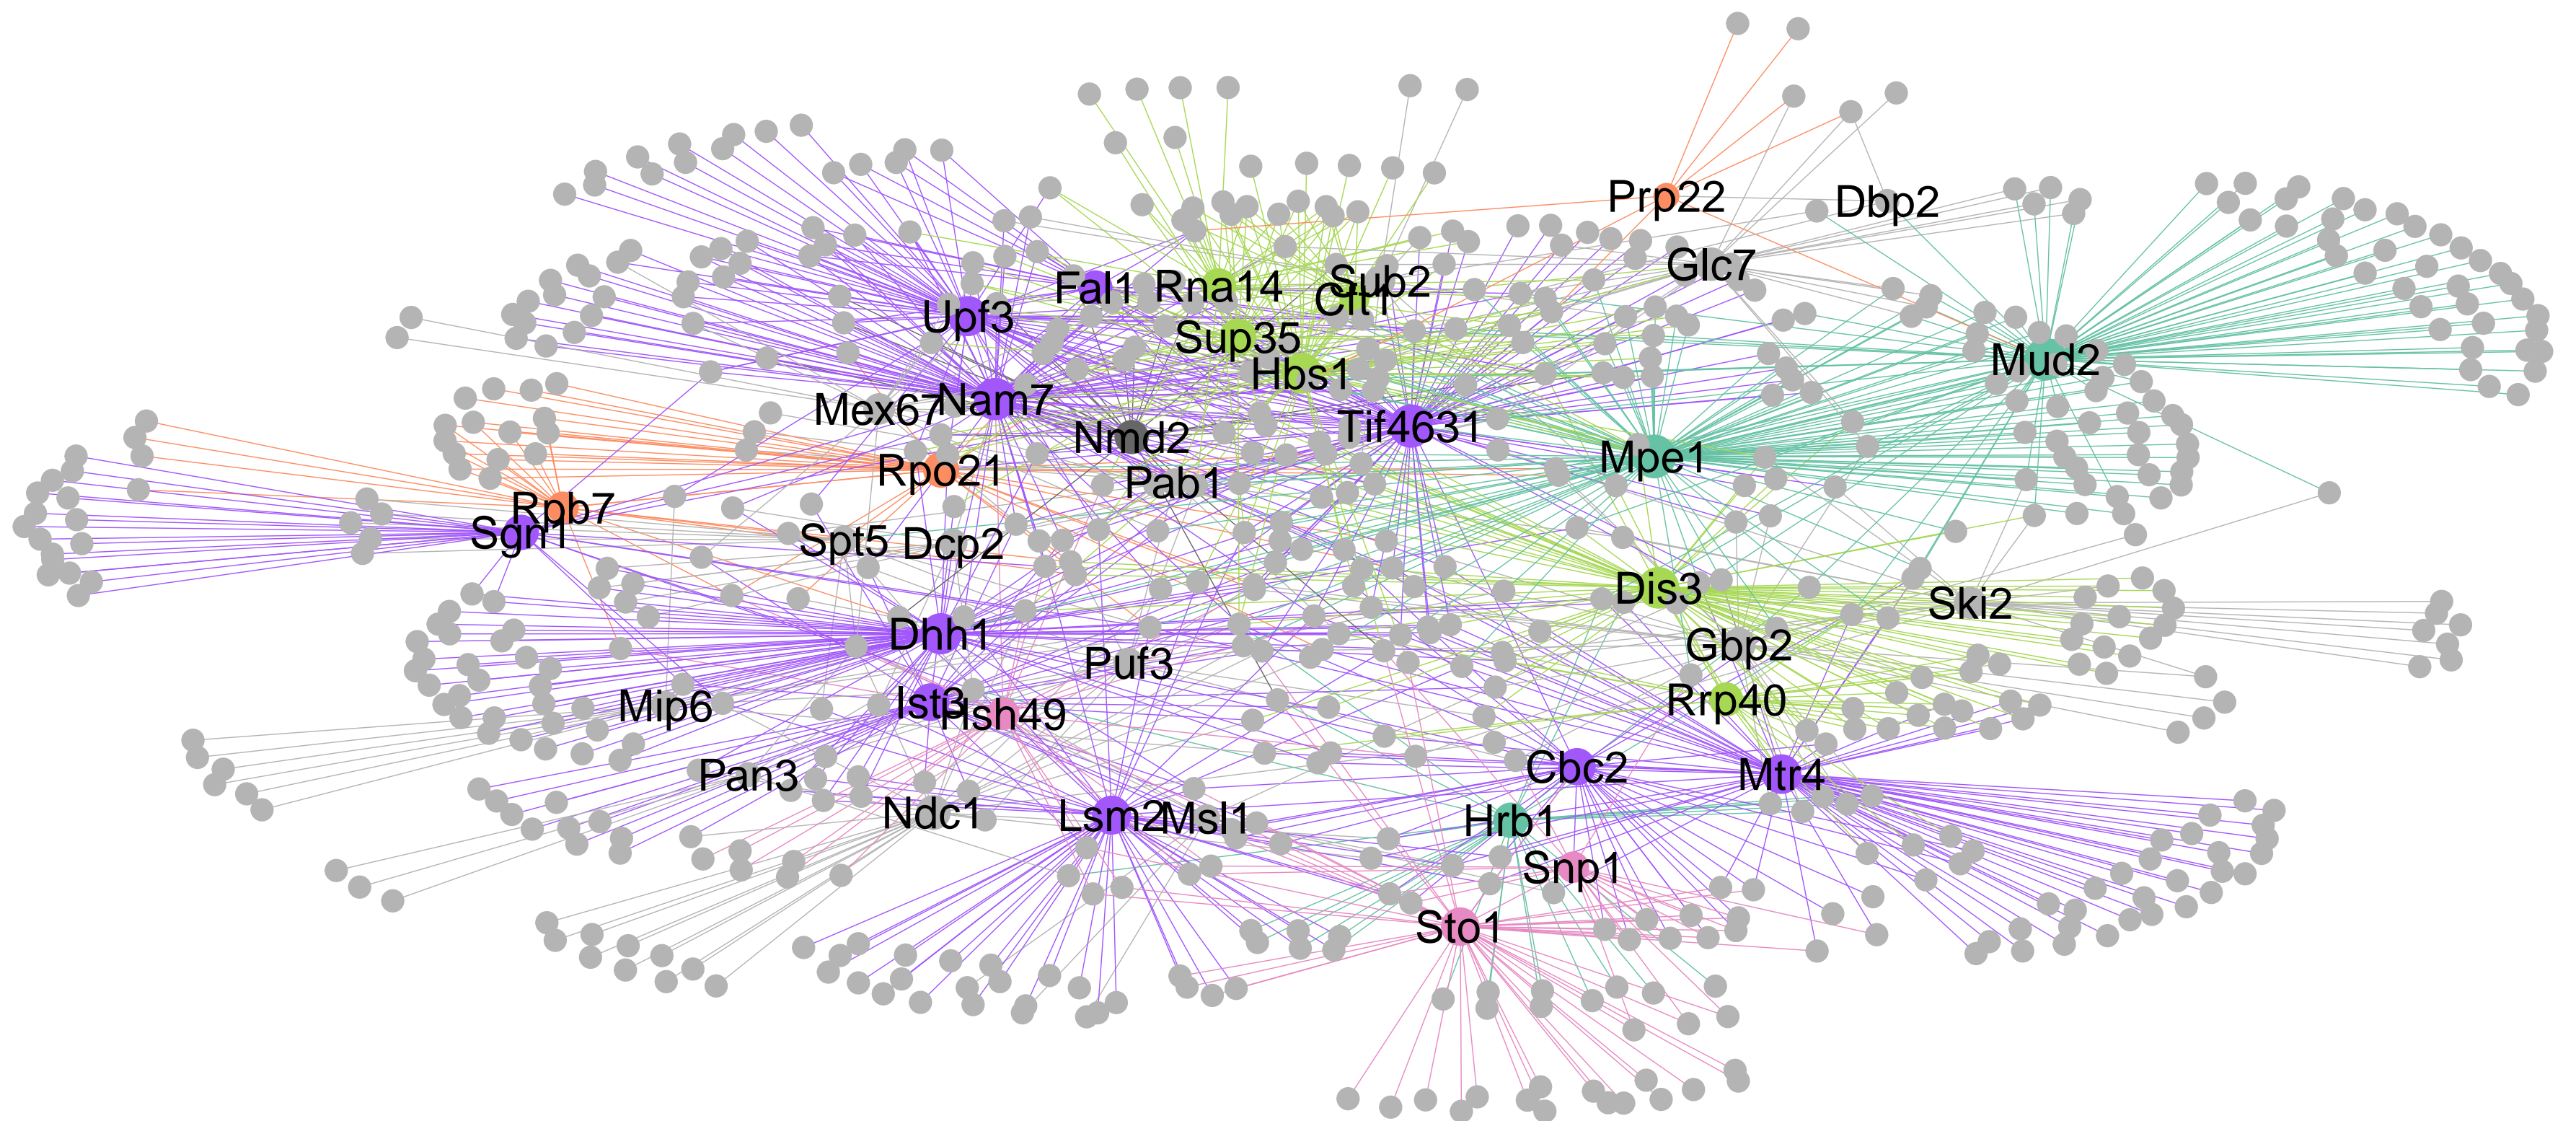 Prp22
Dbp2
Glc7
Fal1
Rna14
Sub2
Cft1
Upf3
Sup35
Mud2
Hbs1
Nam7
Mex67
Tif4631
Nmd2
Mpe1
Rpo21
Pab1
Rpb7
Sgn1
Spt5
Dcp2
Dis3
Ski2
Dhh1
Gbp2
Puf3
Mip6
Ist3
Hsh49
Rrp40
Pan3
Cbc2
Mtr4
Ndc1
Lsm2
Msl1
Hrb1
Snp1
Sto1